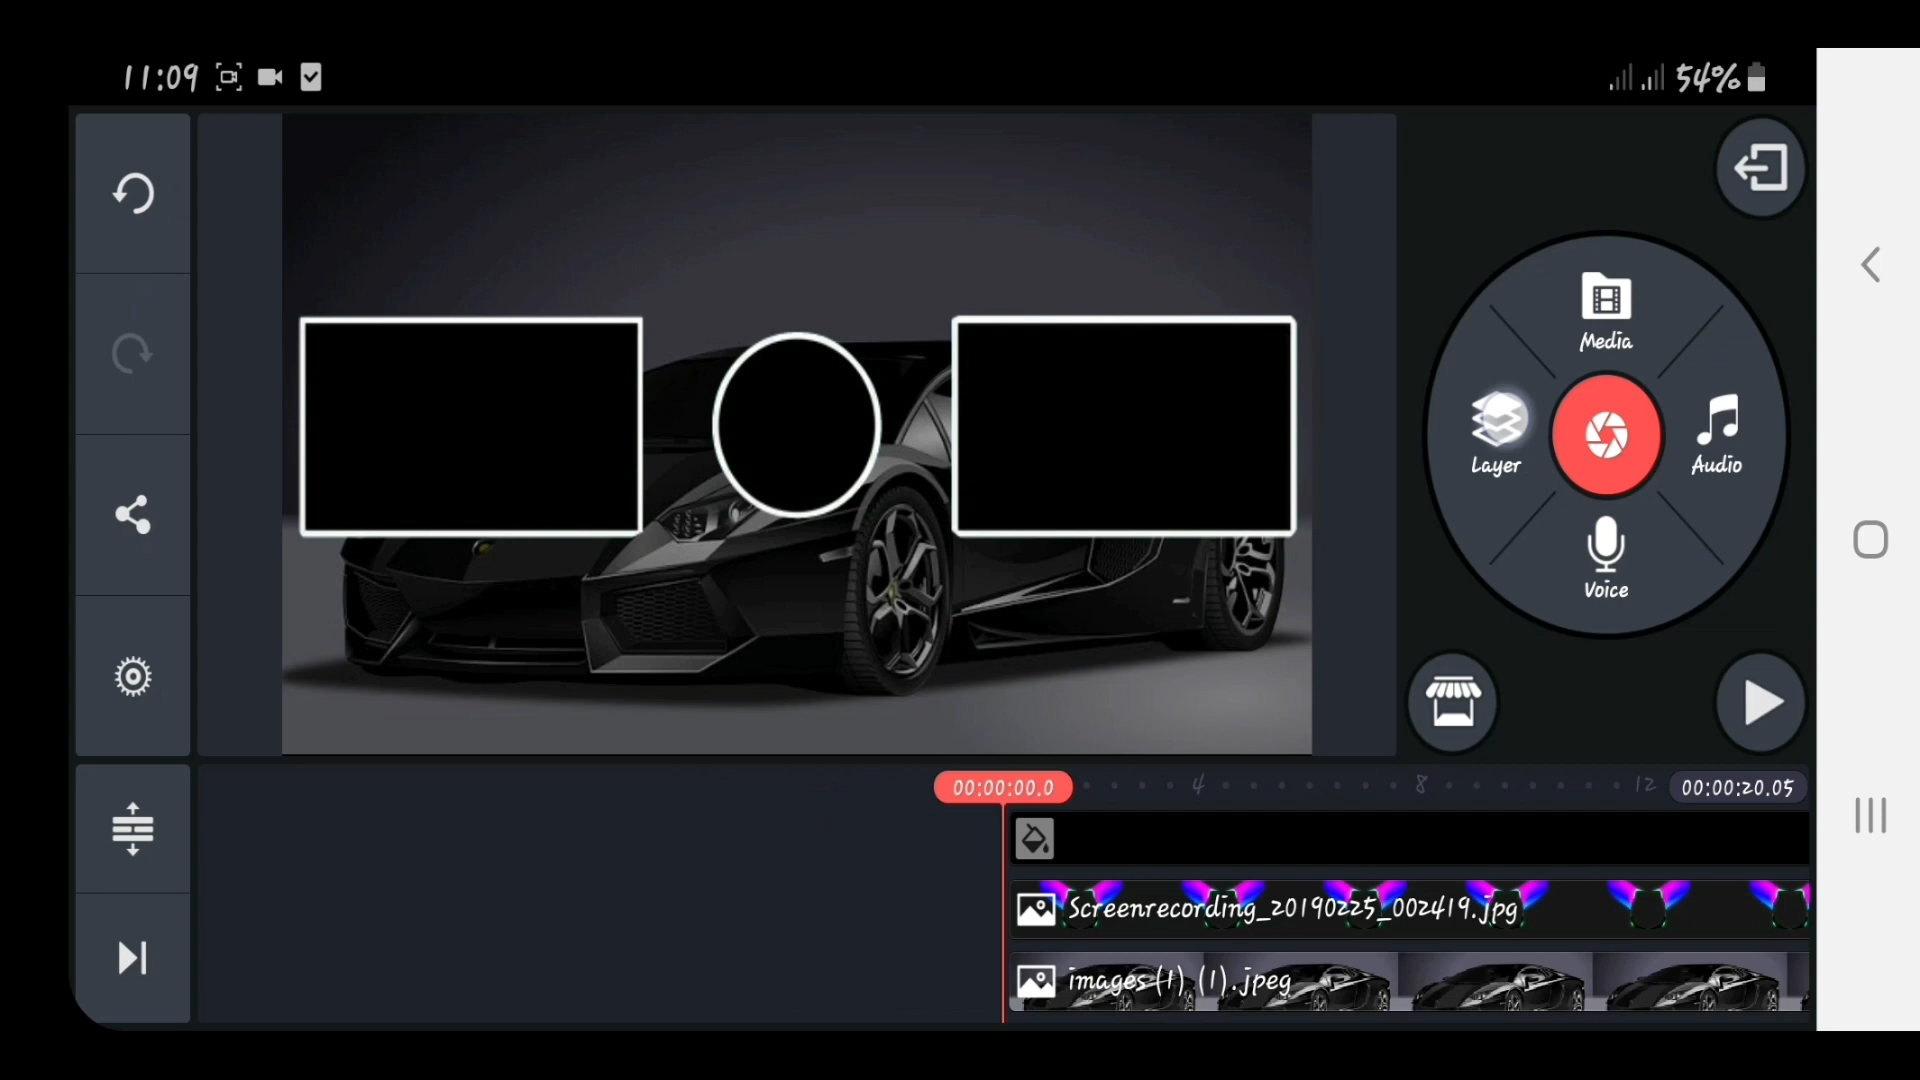 11:09
54%
Media
Layer
Audio
Voice
00:00:00.0
4
8
12
00:00:20.05
Screenrecording_20190225_002419.jpg
images (1) (1).jpeg